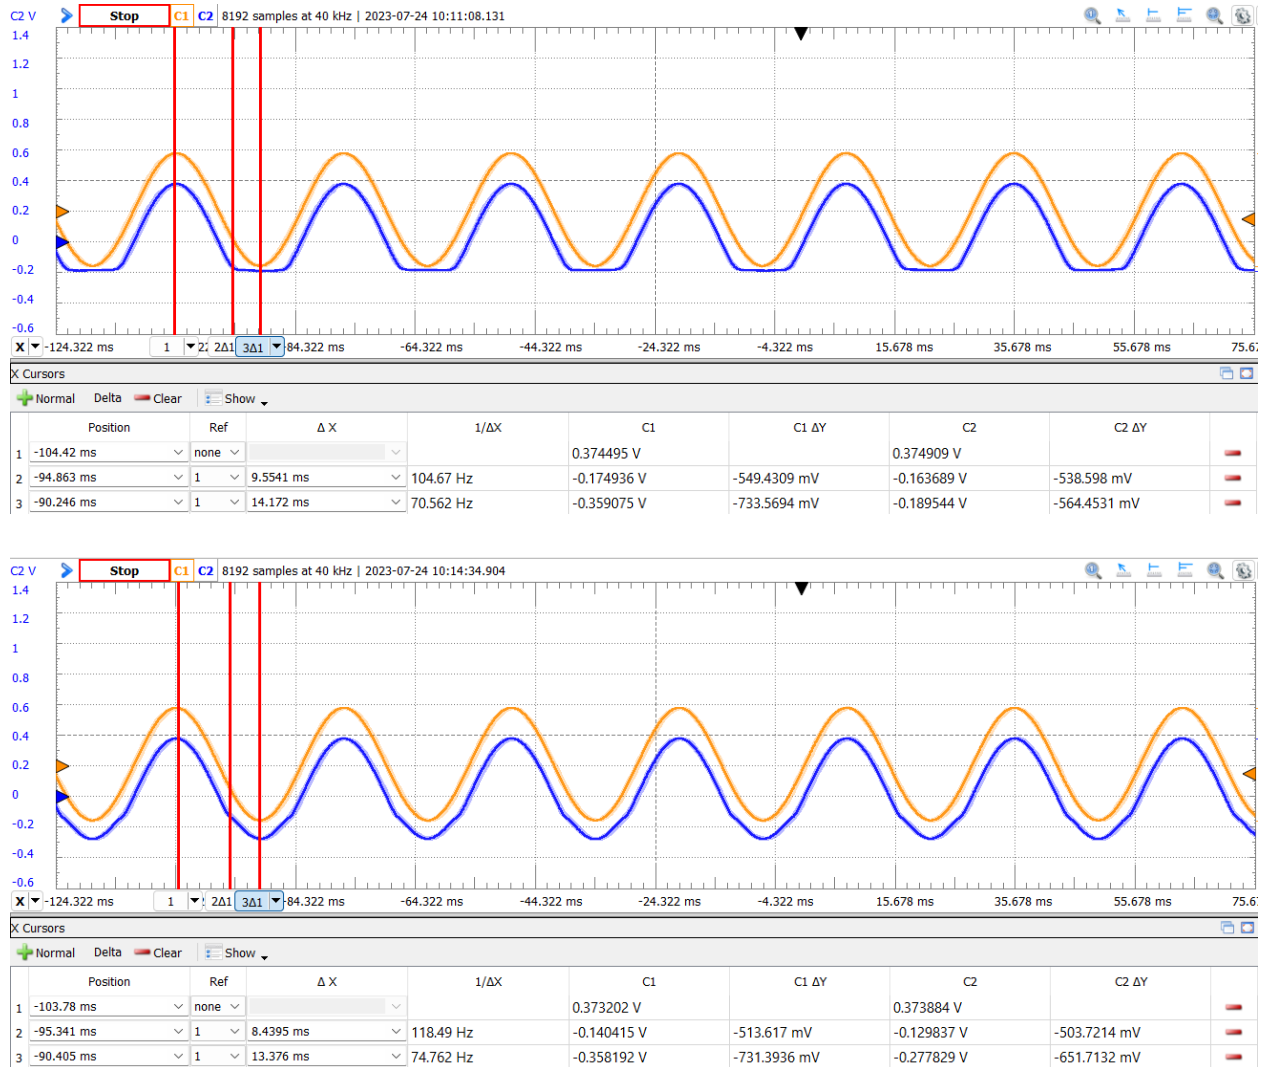 C2 V Stop C1 C2 8192 samples at 40 kHz | 2023-07-24 10:11:08.131
1.4
1.2
1
0.8
0.6
0.4
0.2
0
-0.2
-0.4
-0.6
X -124.322 ms 1 2Δ1 3Δ1 -84.322 ms -64.322 ms -44.322 ms -24.322 ms -4.322 ms 15.678 ms 35.678 ms 55.678 ms 75.6
X Cursors
Normal Delta Clear Show
Position Ref Δ X 1/ΔX C1 C1 ΔY C2 C2 ΔY
1 -104.42 ms none 0.374495 V 0.374909 V
2 -94.863 ms 1 9.5541 ms 104.67 Hz -0.174936 V -549.4309 mV -0.163689 V -538.598 mV
3 -90.246 ms 1 14.172 ms 70.562 Hz -0.359075 V -733.5694 mV -0.189544 V -564.4531 mV
C2 V Stop C1 C2 8192 samples at 40 kHz | 2023-07-24 10:14:34.904
1.4
1.2
1
0.8
0.6
0.4
0.2
0
-0.2
-0.4
-0.6
X -124.322 ms 1 2Δ1 3Δ1 -84.322 ms -64.322 ms -44.322 ms -24.322 ms -4.322 ms 15.678 ms 35.678 ms 55.678 ms 75.6
X Cursors
Normal Delta Clear Show
Position Ref Δ X 1/ΔX C1 C1 ΔY C2 C2 ΔY
1 -103.78 ms none 0.373202 V 0.373884 V
2 -95.341 ms 1 8.4395 ms 118.49 Hz -0.140415 V -513.617 mV -0.129837 V -503.7214 mV
3 -90.405 ms 1 13.376 ms 74.762 Hz -0.358192 V -731.3936 mV -0.277829 V -651.7132 mV